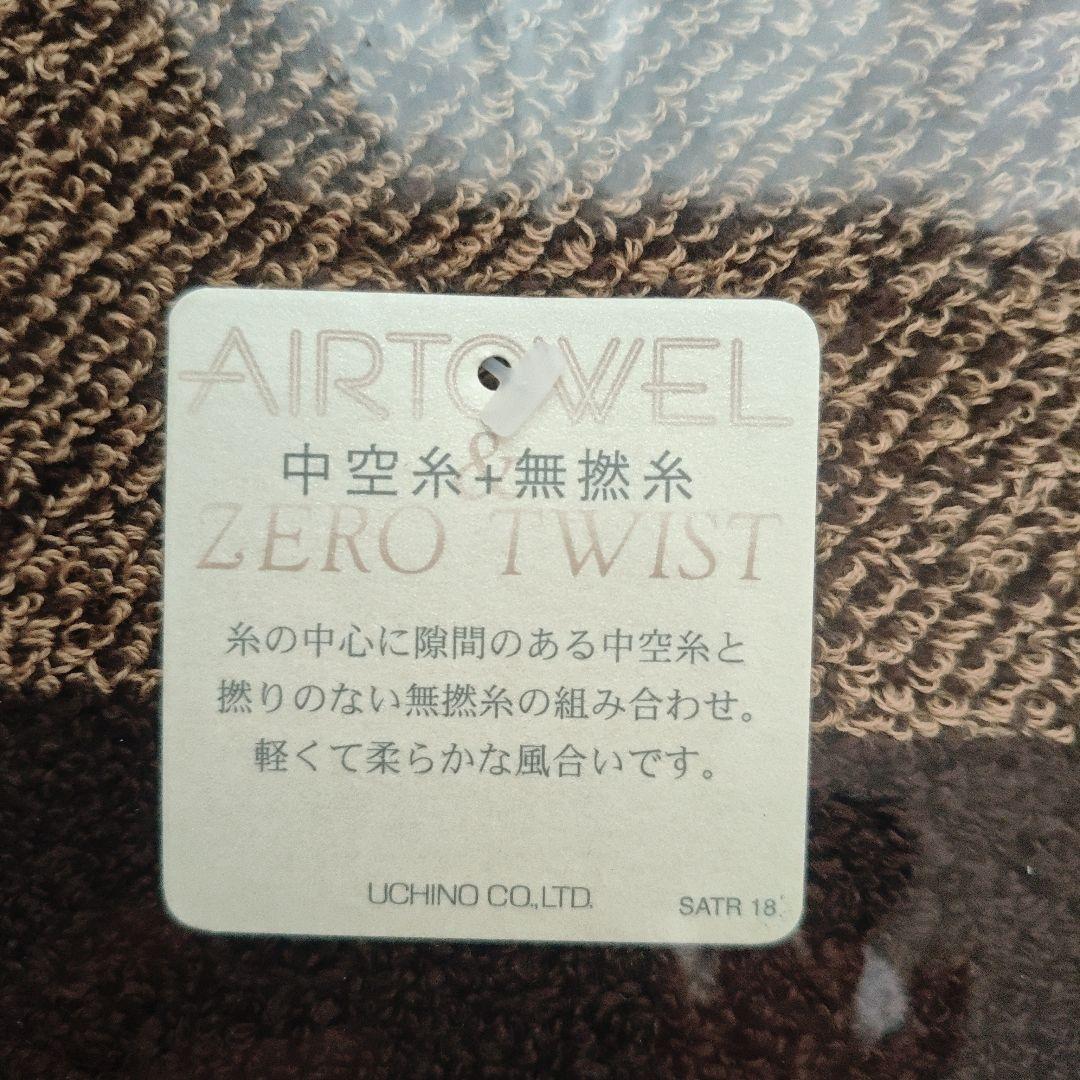 AIRTOWEL
&
中空糸+無撚糸
ZERO TWIST
糸の中心に隙間のある中空糸と
撚りのない無撚糸の組み合わせ。
軽くて柔らかな風合いです。
UCHINO CO.,LTD.
SATR 18